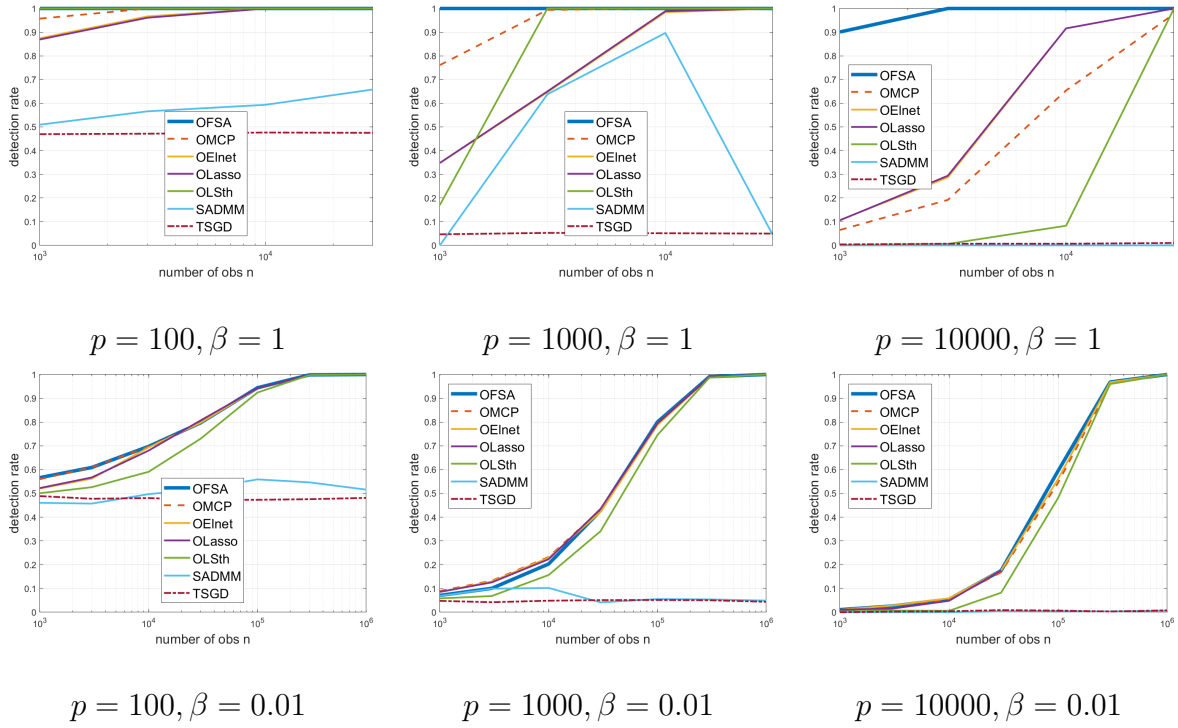 1
0.9
0.8
0.7
0.6
0.5
0.4
0.3
0.2
0.1
0
detection rate
OFSA
OMCP
OElnet
OLasso
OLSth
SADMM
TSGD
10^3
10^4
number of obs n
p = 100, β = 1
1
0.9
0.8
0.7
0.6
0.5
0.4
0.3
0.2
0.1
0
detection rate
OFSA
OMCP
OElnet
OLasso
OLSth
SADMM
TSGD
10^3
10^4
number of obs n
p = 1000, β = 1
1
0.9
0.8
0.7
0.6
0.5
0.4
0.3
0.2
0.1
0
detection rate
OFSA
OMCP
OElnet
OLasso
OLSth
SADMM
TSGD
10^3
10^4
number of obs n
p = 10000, β = 1
1
0.9
0.8
0.7
0.6
0.5
0.4
0.3
0.2
0.1
0
detection rate
OFSA
OMCP
OElnet
OLasso
OLSth
SADMM
TSGD
10^3
10^4
10^5
10^6
number of obs n
p = 100, β = 0.01
1
0.9
0.8
0.7
0.6
0.5
0.4
0.3
0.2
0.1
0
detection rate
OFSA
OMCP
OElnet
OLasso
OLSth
SADMM
TSGD
10^3
10^4
10^5
10^6
number of obs n
p = 1000, β = 0.01
1
0.9
0.8
0.7
0.6
0.5
0.4
0.3
0.2
0.1
0
detection rate
OFSA
OMCP
OElnet
OLasso
OLSth
SADMM
TSGD
10^3
10^4
10^5
10^6
number of obs n
p = 10000, β = 0.01